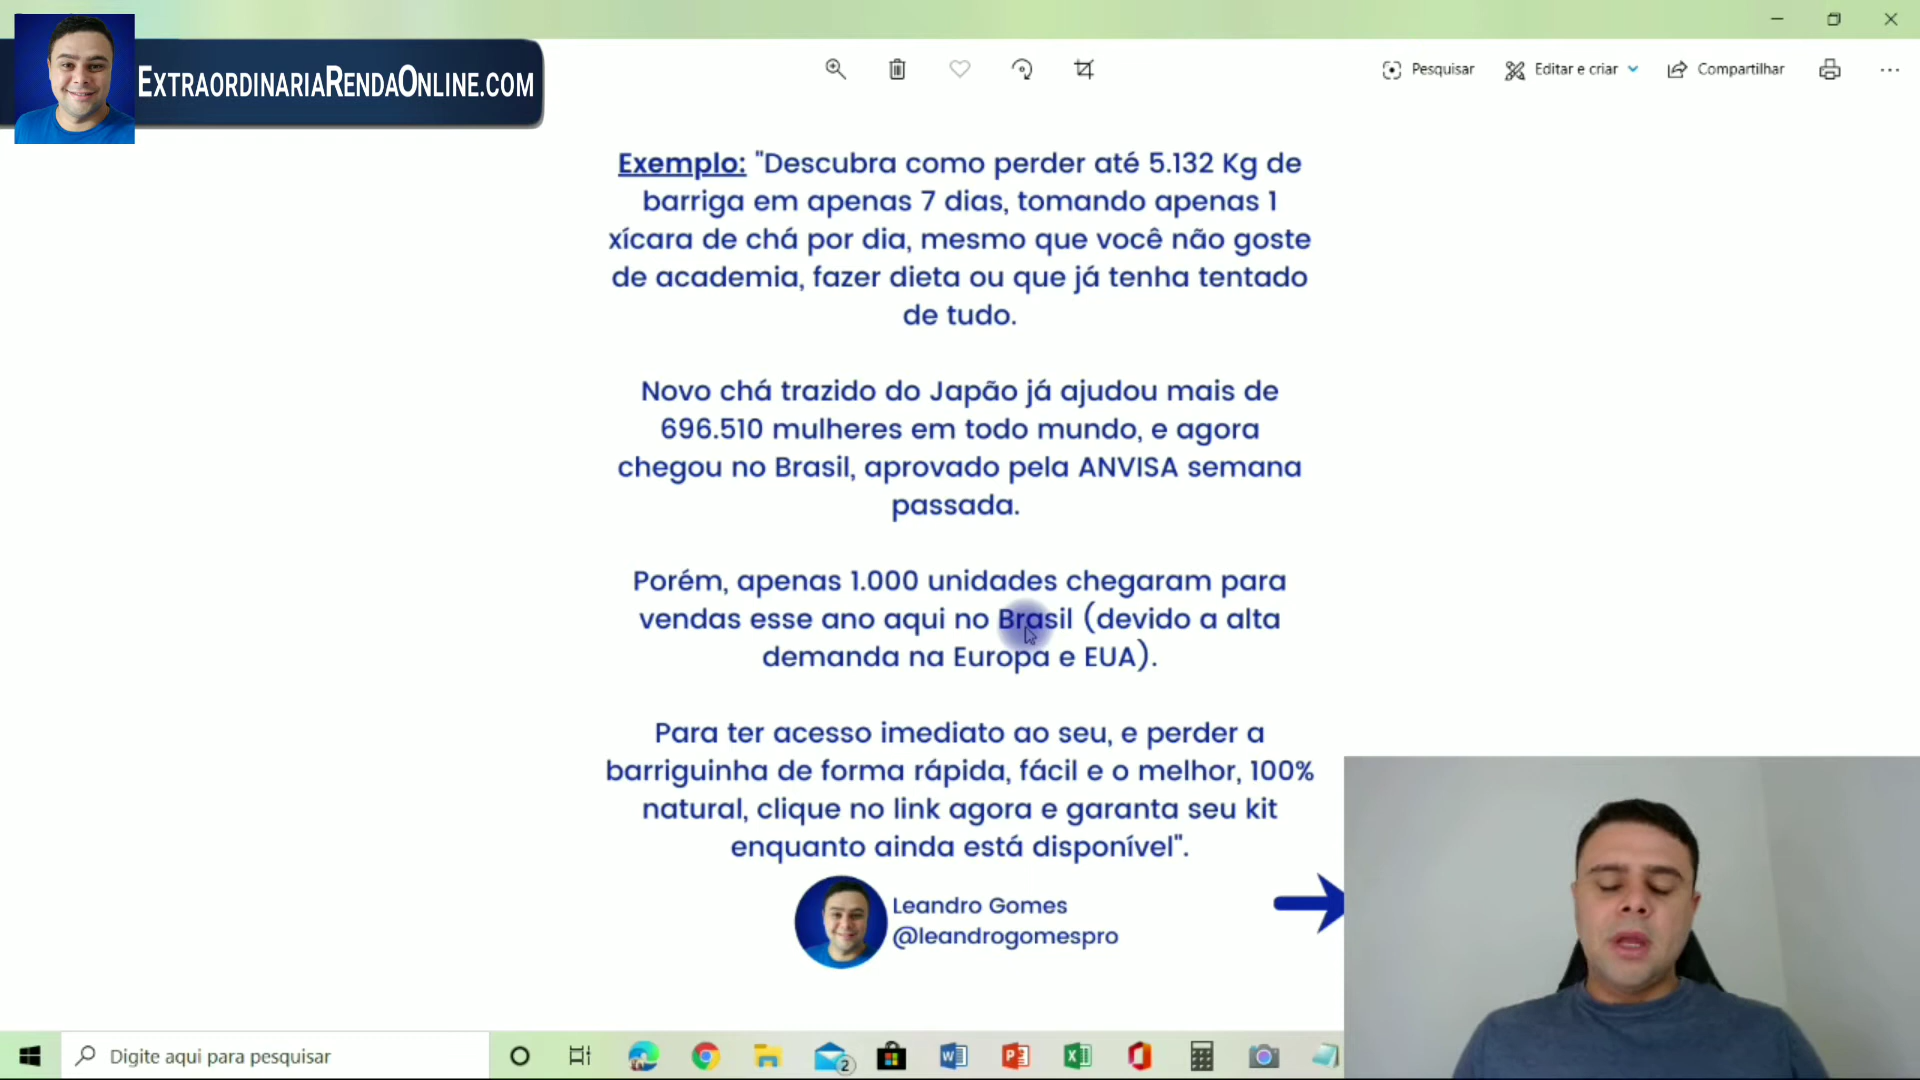 EXTRAORDINARIARENDAONLINE.COM
Pesquisar
Editar e criar
Compartilhar
Exemplo: "Descubra como perder até 5.132 Kg de
barriga em apenas 7 dias, tomando apenas 1
xícara de chá por dia, mesmo que você não goste
de academia, fazer dieta ou que já tenha tentado
de tudo.
Novo chá trazido do Japão já ajudou mais de
696.510 mulheres em todo mundo, e agora
chegou no Brasil, aprovado pela ANVISA semana
passada.
Porém, apenas 1.000 unidades chegaram para
vendas esse ano aqui no Brasil (devido a alta
demanda na Europa e EUA).
Para ter acesso imediato ao seu, e perder a
barriguinha de forma rápida, fácil e o melhor, 100%
natural, clique no link agora e garanta seu kit
enquanto ainda está disponível".
Leandro Gomes
@leandrogomespro
Digite aqui para pesquisar
2